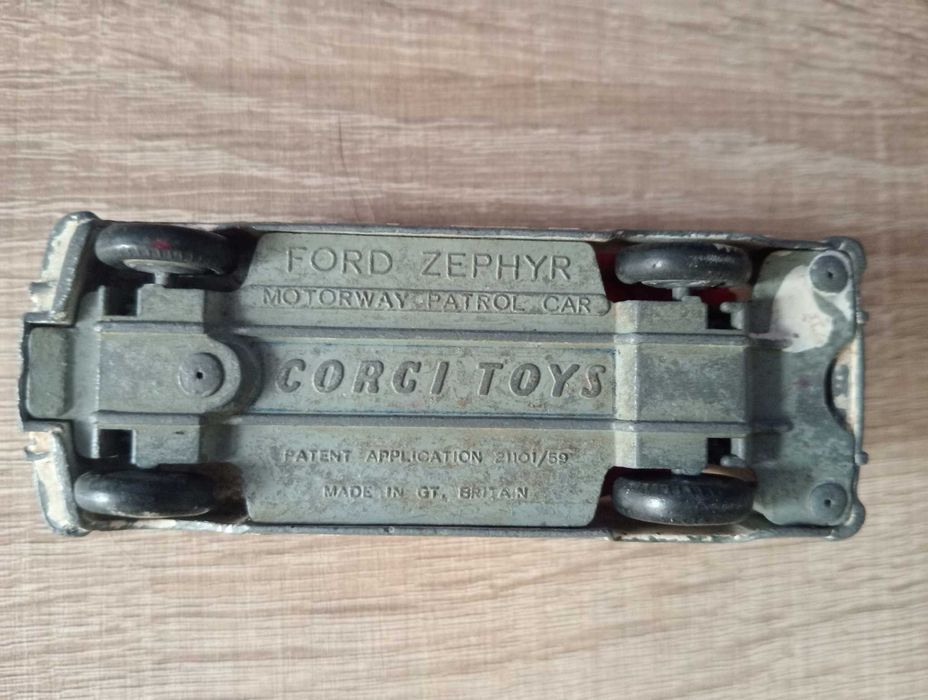 FORD ZEPHYR
MOTORWAY PATROL CAR
CORGI TOYS
PATENT APPLICATION 21101/59
MADE IN GT. BRITAIN